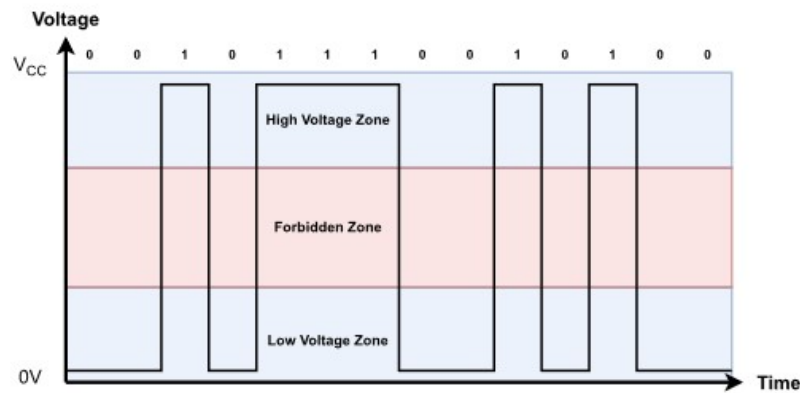 Voltage
0 0 1 0 1 1 1 0 0 1 0 1 0 0
VCC
High Voltage Zone
Forbidden Zone
Low Voltage Zone
0V
Time